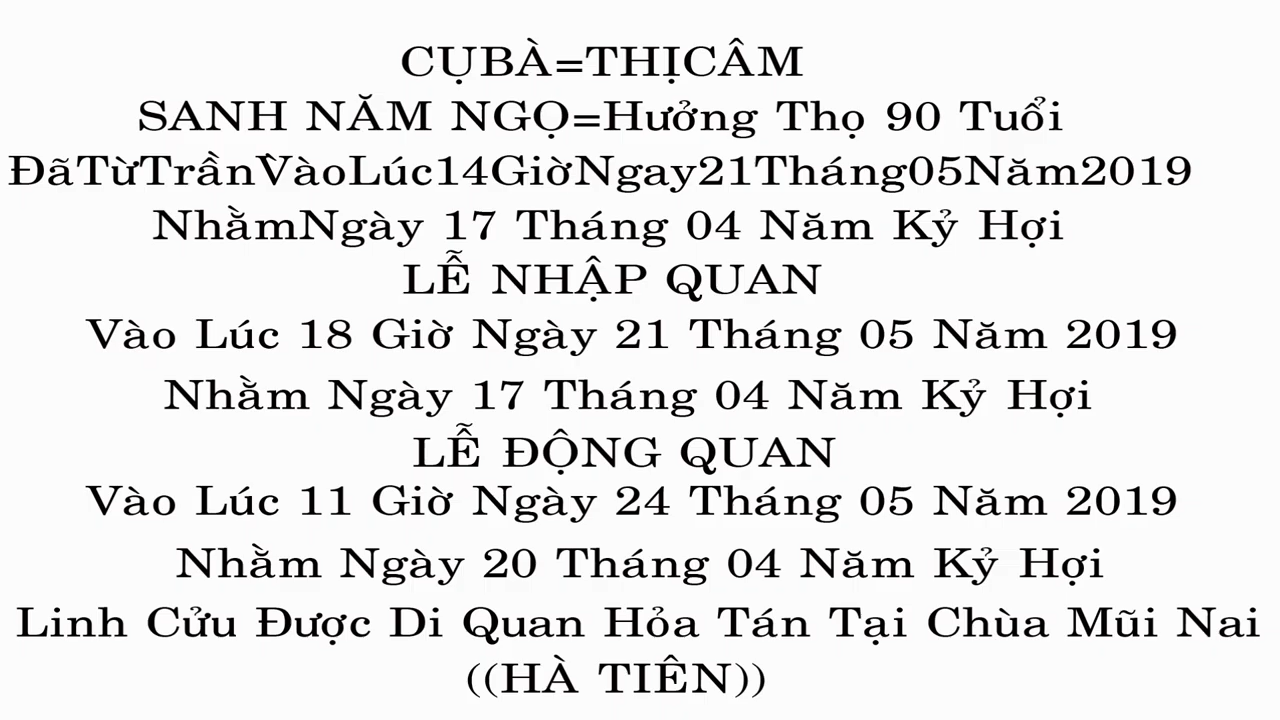 CỤBÀ=THỊCÂM
SANH NĂM NGỌ=Hưởng Thọ 90 Tuổi
ĐãTừTrần`VàoLúc14GiờNgay21Tháng05Năm2019
NhằmNgày 17 Tháng 04 Năm Kỷ Hợi
LỄ NHẬP QUAN
Vào Lúc 18 Giờ Ngày 21 Tháng 05 Năm 2019
Nhằm Ngày 17 Tháng 04 Năm Kỷ Hợi
LỄ ĐỘNG QUAN
Vào Lúc 11 Giờ Ngày 24 Tháng 05 Năm 2019
Nhằm Ngày 20 Tháng 04 Năm Kỷ Hợi
Linh Cửu Được Di Quan Hỏa Tán Tại Chùa Mũi Nai
((HÀ TIÊN))